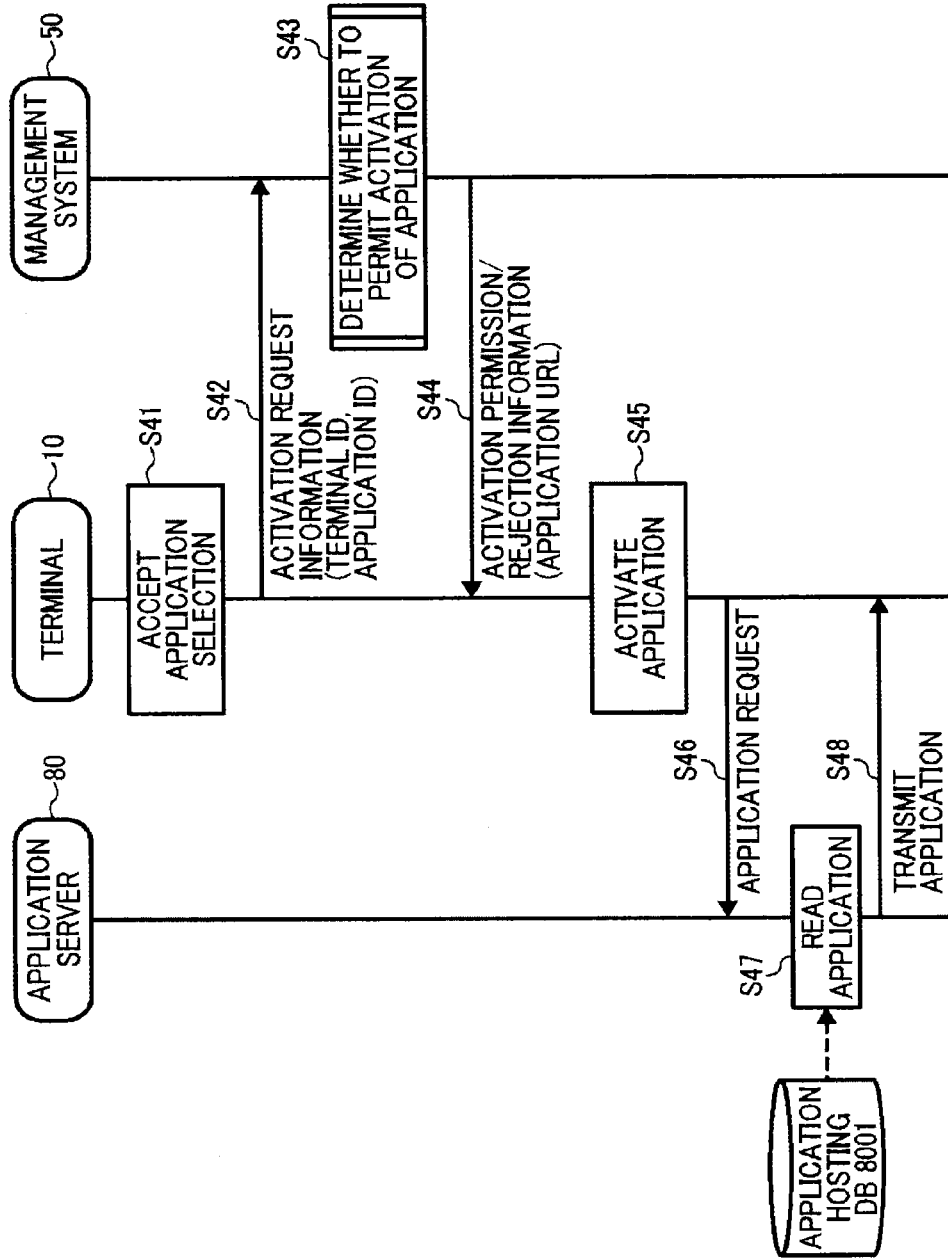 APPLICATION
SERVER
80
TERMINAL
10
MANAGEMENT
SYSTEM
50
ACCEPT
APPLICATION
SELECTION
S41
S42
ACTIVATION REQUEST
INFORMATION
(TERMINAL ID,
APPLICATION ID)
S43
DETERMINE WHETHER TO
PERMIT ACTIVATION
OF APPLICATION
S44
ACTIVATION PERMISSION/
REJECTION INFORMATION
(APPLICATION URL)
S45
ACTIVATE
APPLICATION
S46
APPLICATION REQUEST
S47
READ
APPLICATION
APPLICATION
HOSTING
DB 8001
S48
TRANSMIT
APPLICATION